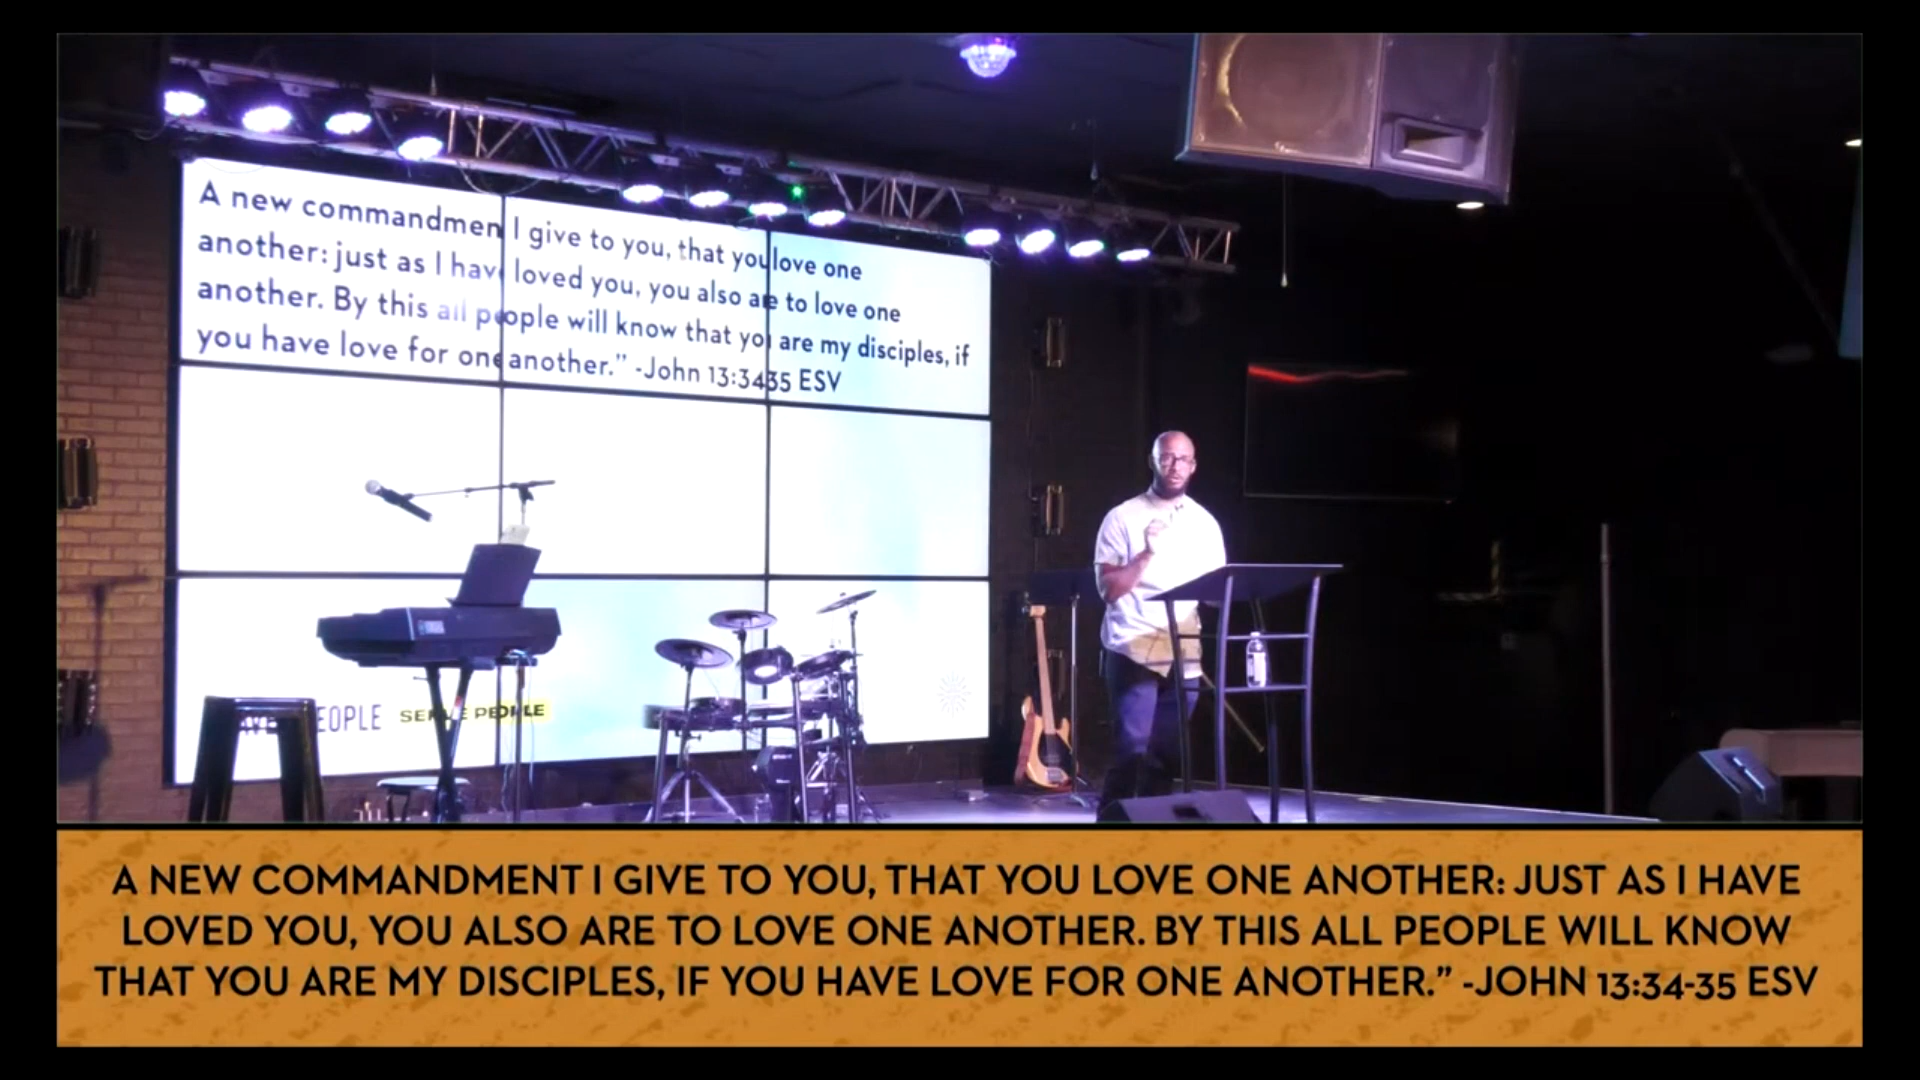 A new commandmen I give to you, that you love one
another: just as I hav loved you, you also are to love one
another. By this all people will know that you are my disciples, if
you have love for one another.” -John 13:3435 ESV
EOPLE SERVE PEOPLE
A NEW COMMANDMENT I GIVE TO YOU, THAT YOU LOVE ONE ANOTHER: JUST AS I HAVE
LOVED YOU, YOU ALSO ARE TO LOVE ONE ANOTHER. BY THIS ALL PEOPLE WILL KNOW
THAT YOU ARE MY DISCIPLES, IF YOU HAVE LOVE FOR ONE ANOTHER.” -JOHN 13:34-35 ESV